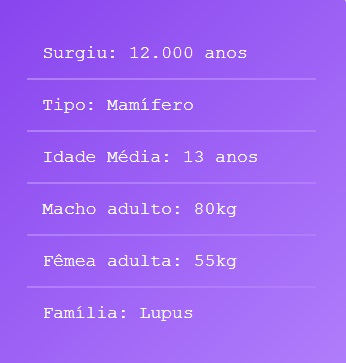 Surgiu: 12.000 anos
Tipo: Mamífero
Idade Média: 13 anos
Macho adulto: 80kg
Fêmea adulta: 55kg
Família: Lupus